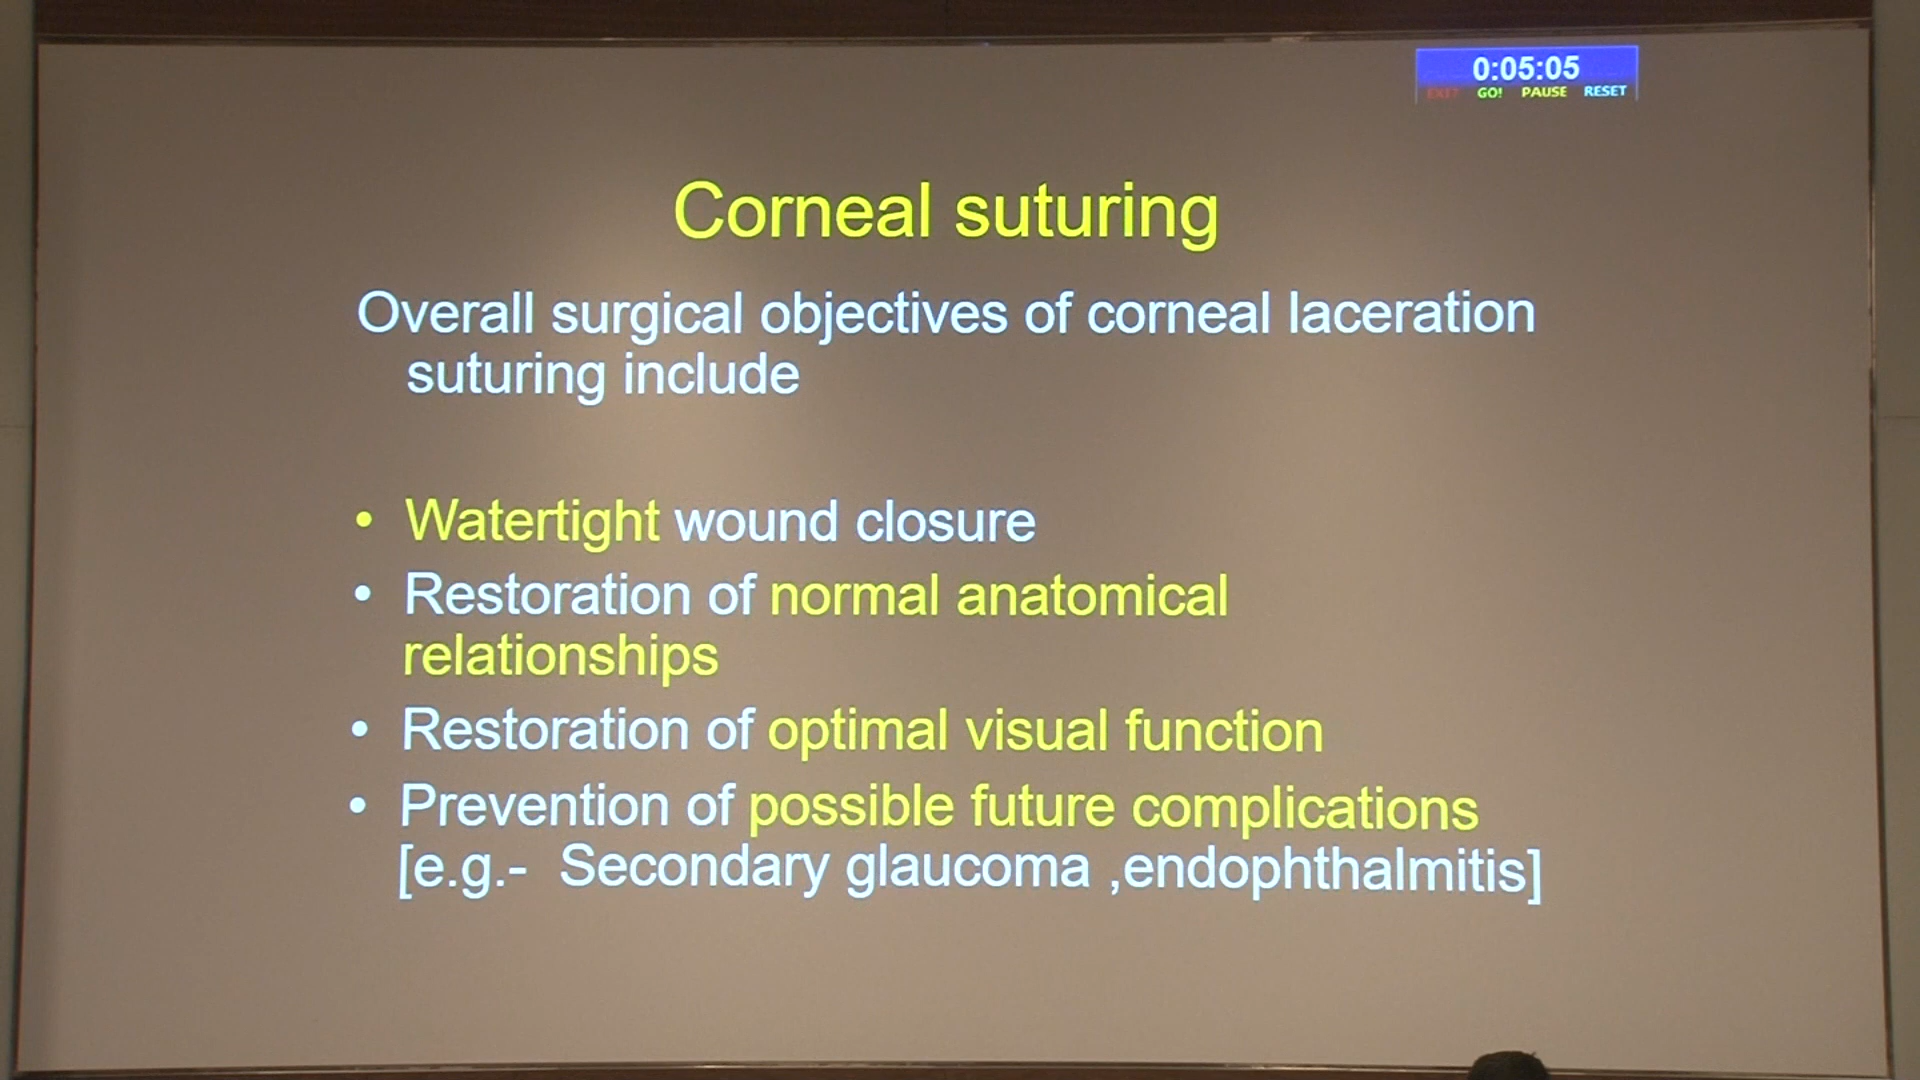 0:05:05
EXIT GO! PAUSE RESET
Corneal suturing
Overall surgical objectives of corneal laceration
suturing include
• Watertight wound closure
• Restoration of normal anatomical
relationships
• Restoration of optimal visual function
• Prevention of possible future complications
[e.g.- Secondary glaucoma ,endophthalmitis]